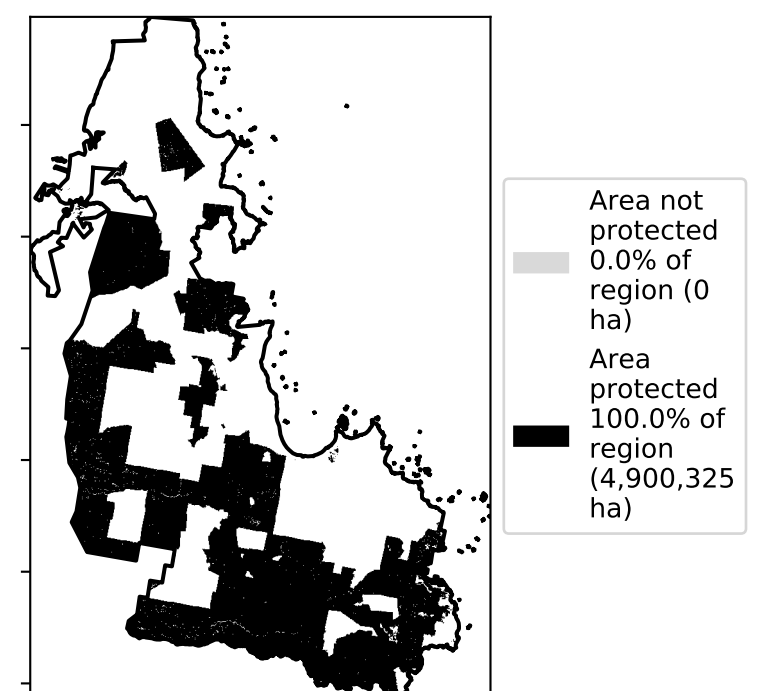 Area not
protected
0.0% of
region (0
ha)
Area
protected
100.0% of
region
(4,900,325
ha)